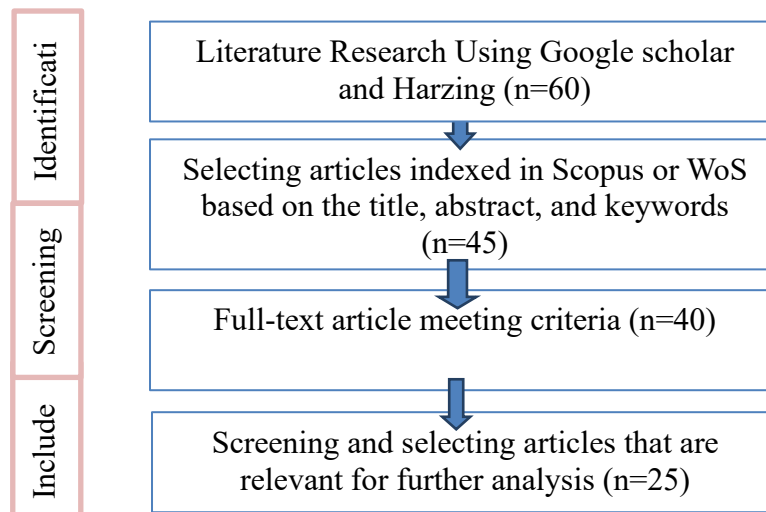 Identificati
Literature Research Using Google scholar
and Harzing (n=60)
Selecting articles indexed in Scopus or WoS
based on the title, abstract, and keywords
(n=45)
Screening
Full-text article meeting criteria (n=40)
Include
Screening and selecting articles that are
relevant for further analysis (n=25)